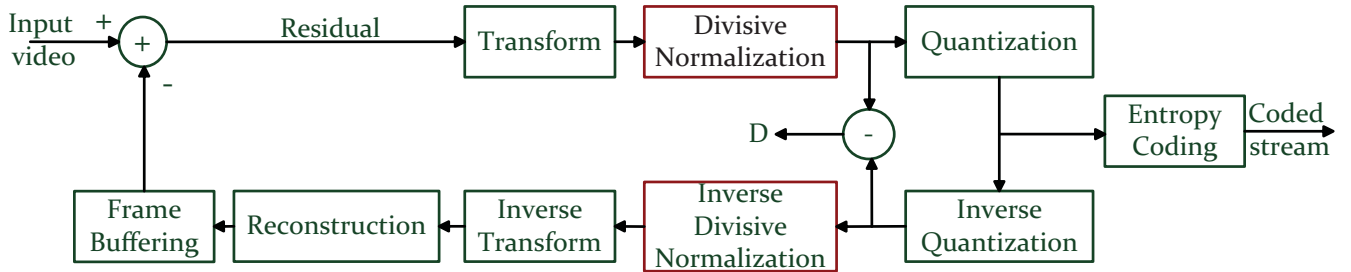 Input
video
+
+
-
Residual
Transform
Divisive
Normalization
Quantization
D
-
Entropy
Coding
Coded
stream
Frame
Buffering
Reconstruction
Inverse
Transform
Inverse
Divisive
Normalization
Inverse
Quantization